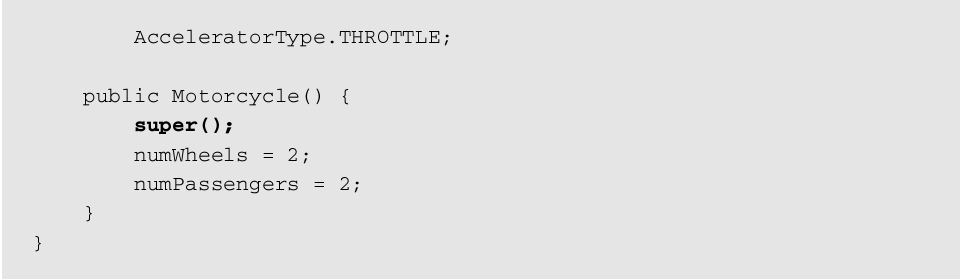 AcceleratorType.THROTTLE;
public Motorcycle() {
super();
numWheels = 2;
numPassengers = 2;
}
}